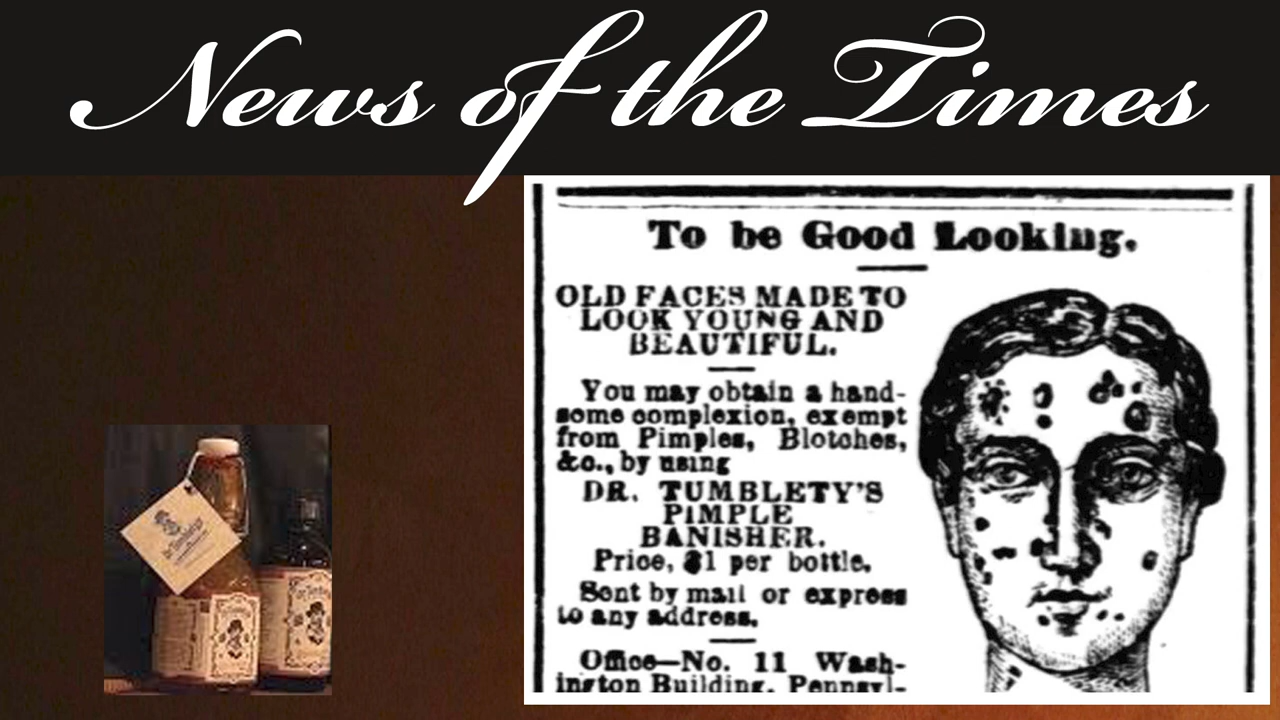 News of the Times
To be Good Looking.
OLD FACES MADE TO
LOOK YOUNG AND
BEAUTIFUL.
You may obtain a hand-
some complexion, exempt
from Pimples, Blotches,
&c., by using
DR. TUMBLETY'S
PIMPLE
BANISHER.
Price, $1 per bottle.
Sent by mail or express
to any address.
Office—No. 11 Wash-
ington Building, Pennsyl-